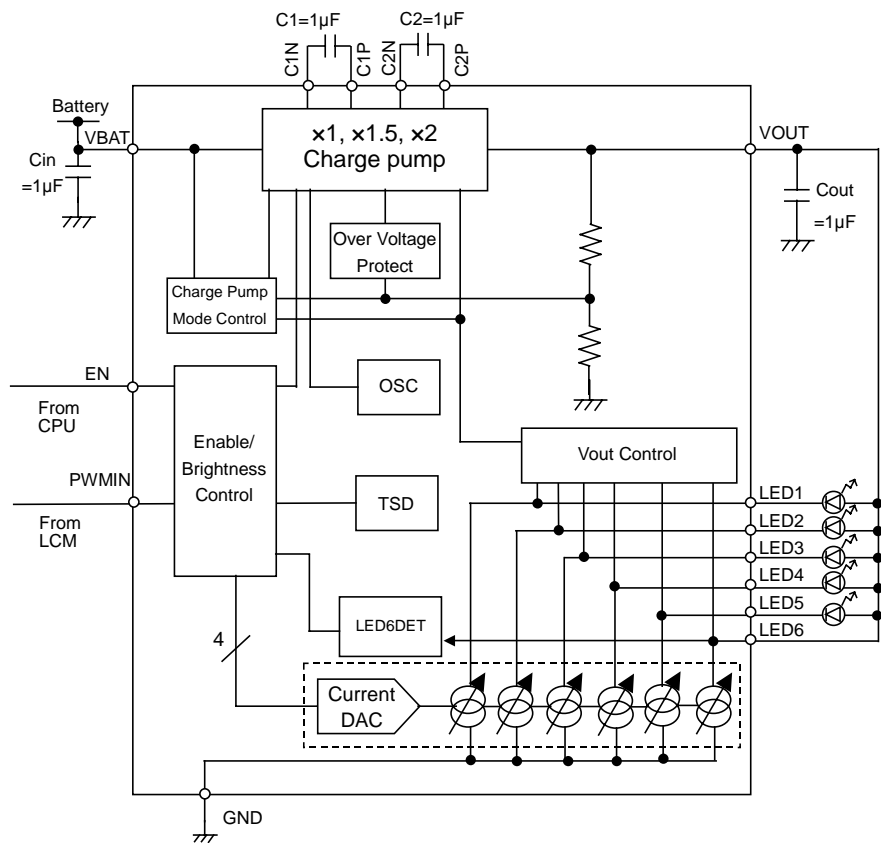 C1=1µF
C2=1µF
C1N
C1P
C2N
C2P
Battery
VBAT
Cin
=1µF
×1, ×1.5, ×2
Charge pump
VOUT
Cout
=1µF
Over Voltage
Protect
Charge Pump
Mode Control
EN
From
CPU
OSC
Enable/
Brightness
Control
Vout Control
PWMIN
From
LCM
TSD
LED1
LED2
LED3
LED4
LED5
LED6
LED6DET
4
Current
DAC
GND